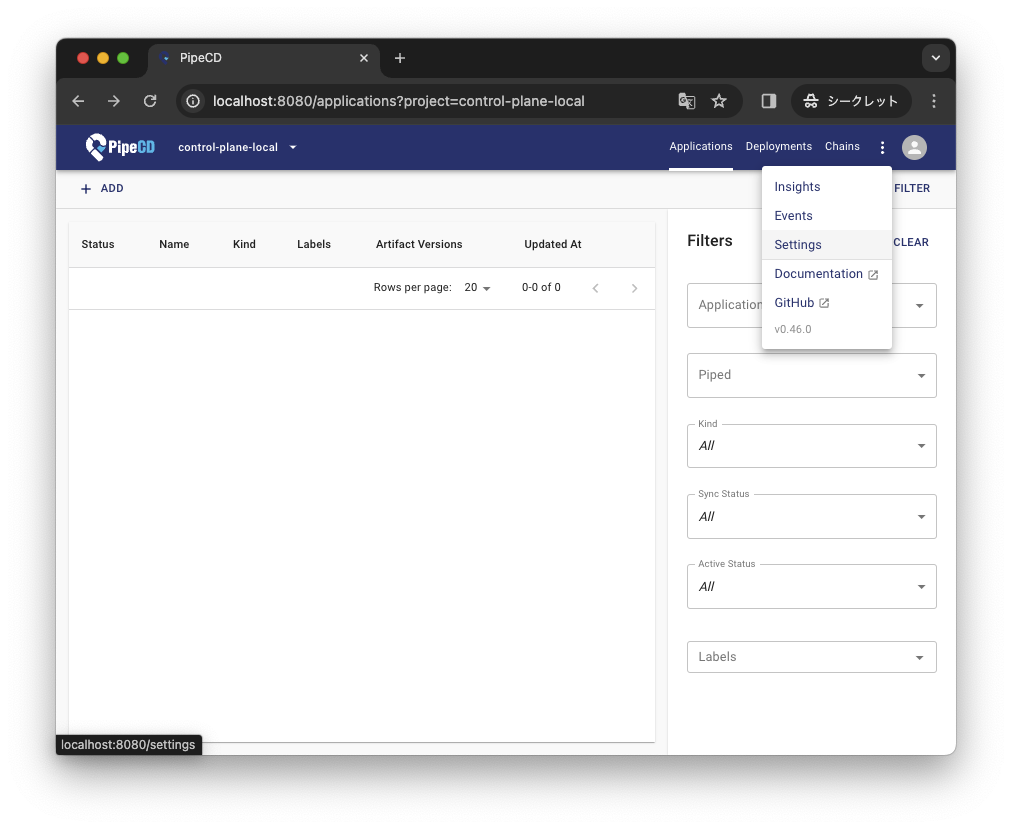 PipeCD
localhost:8080/applications?project=control-plane-local
シークレット
PipeCD
control-plane-local
Applications
Deployments
Chains
ADD
FILTER
Insights
Events
Settings
Documentation
GitHub
v0.46.0
Status
Name
Kind
Labels
Artifact Versions
Updated At
Rows per page:
20
0-0 of 0
Filters
CLEAR
Application
Piped
Kind
All
Sync Status
All
Active Status
All
Labels
localhost:8080/settings